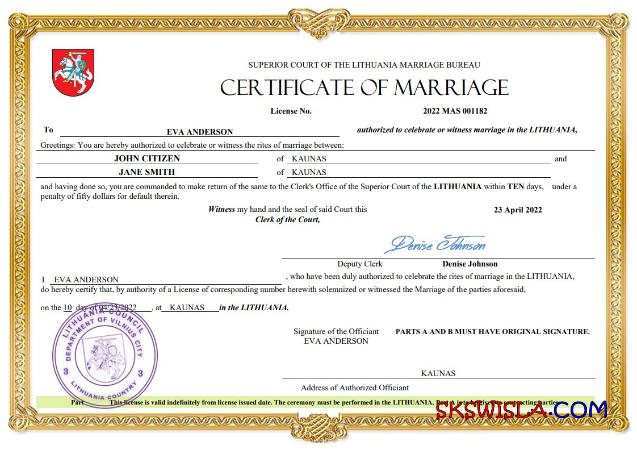 SUPERIOR COURT OF THE LITHUANIA MARRIAGE BUREAU
CERTIFICATE OF MARRIAGE
License No. 2022 MAS 001182
To EVA ANDERSON authorized to celebrate or witness marriage in the LITHUANIA,
Greetings: You are hereby authorized to celebrate or witness the rites of marriage between:
JOHN CITIZEN of KAUNAS and
JANE SMITH of KAUNAS
and having done so, you are commanded to make return of the same to the Clerk's Office of the Superior Court of the LITHUANIA within TEN days, under a
penalty of fifty dollars for default therein.
Witness my hand and the seal of said Court this 23 April 2022
Clerk of the Court,
Denise Johnson
Deputy Clerk Denise Johnson
I EVA ANDERSON , who have been duly authorized to celebrate the rites of marriage in the LITHUANIA,
do hereby certify that, by authority of a License of corresponding number herewith solemnized or witnessed the Marriage of the parties aforesaid,
on the 10 day of 04/23/2022 , at KAUNAS in the LITHUANIA.
LITHUANIA COUNCIL
DEPARTMENT OF VILNIUS CITY
3 3
LITHUANIA COUNTRY
Signature of the Officiant PARTS A AND B MUST HAVE ORIGINAL SIGNATURE.
EVA ANDERSON
KAUNAS
Address of Authorized Officiant
Part This license is valid indefinitely from license issued date. The ceremony must be performed in the LITHUANIA.
SKSWISLA.COM